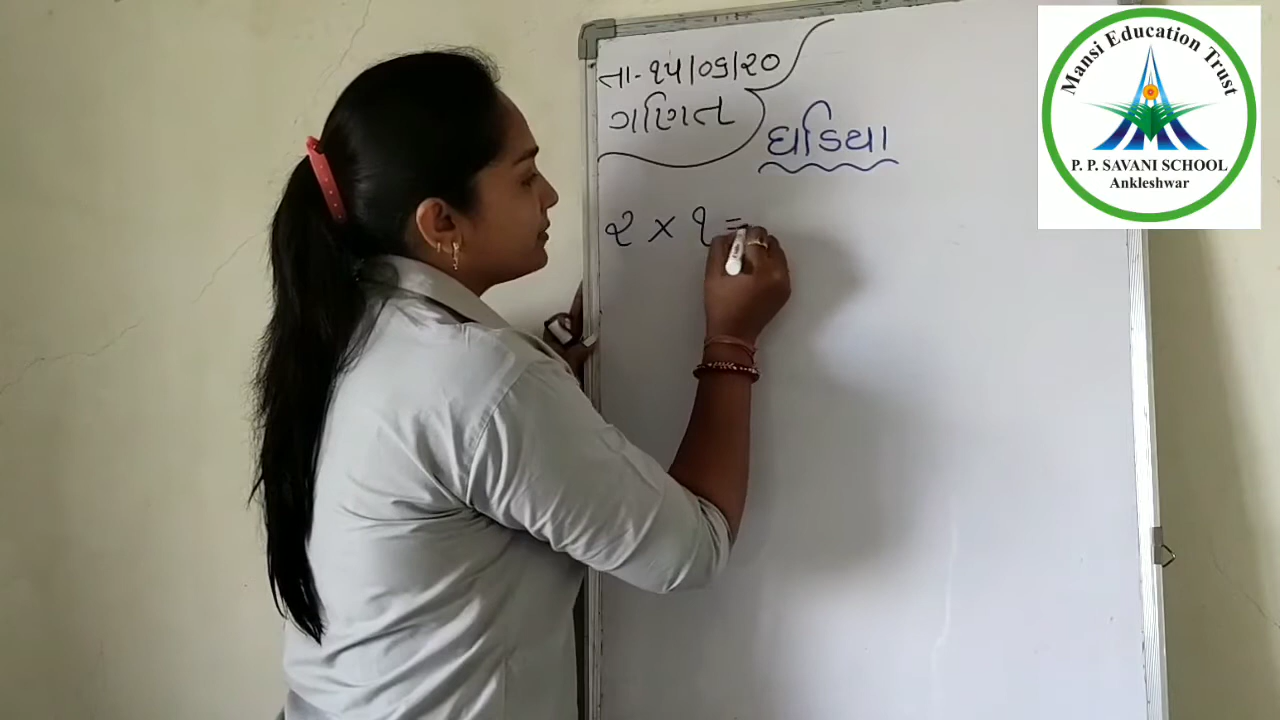 તા-૧૫/૦૬/૨૦
ગણિત
ઘડિયા
૨ × ૧ =
Mansi Education Trust
P. P. SAVANI SCHOOL
Ankleshwar